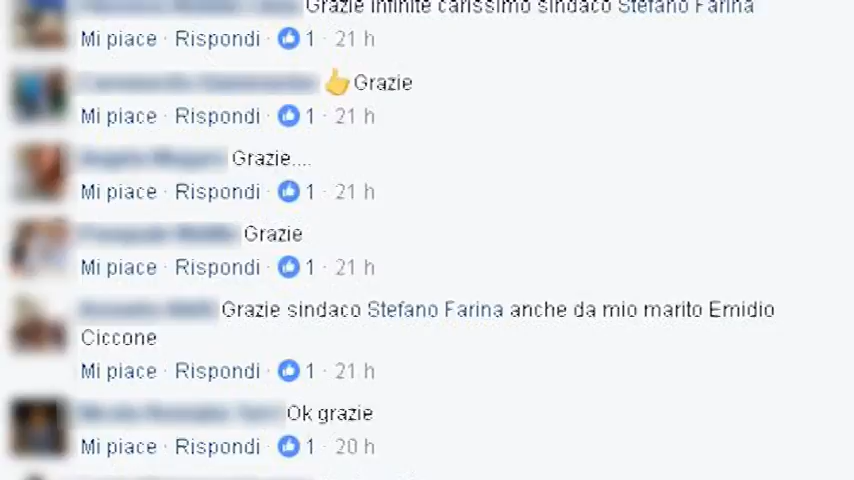 Grazie infinite carissimo sindaco Stefano Farina
Mi piace · Rispondi · 1 · 21 h
👍Grazie
Mi piace · Rispondi · 1 · 21 h
Grazie....
Mi piace · Rispondi · 1 · 21 h
Grazie
Mi piace · Rispondi · 1 · 21 h
Grazie sindaco Stefano Farina anche da mio marito Emidio
Ciccone
Mi piace · Rispondi · 1 · 21 h
Ok grazie
Mi piace · Rispondi · 1 · 20 h